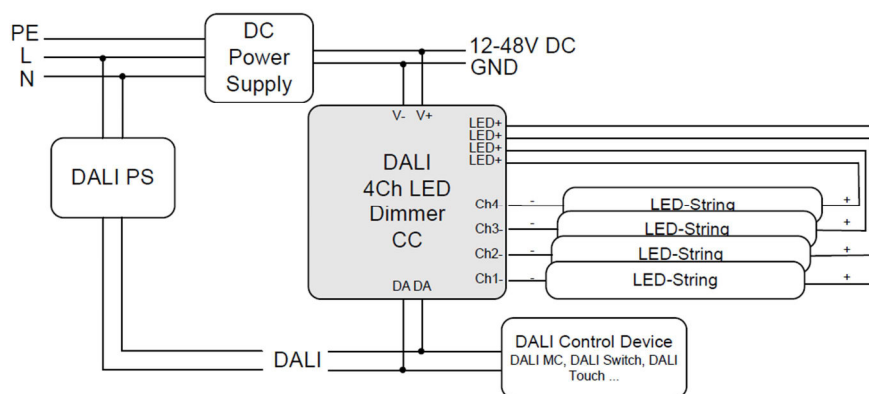 PE
L
N
DC
Power
Supply
12-48V DC
GND
V- V+
LED+
LED+
LED+
LED+
DALI PS
DALI
4Ch LED
Dimmer
CC
Ch4- - LED-String +
Ch3- - LED-String +
Ch2- - LED-String +
Ch1- - LED-String +
DA DA
DALI
DALI Control Device
DALI MC, DALI Switch, DALI
Touch ...